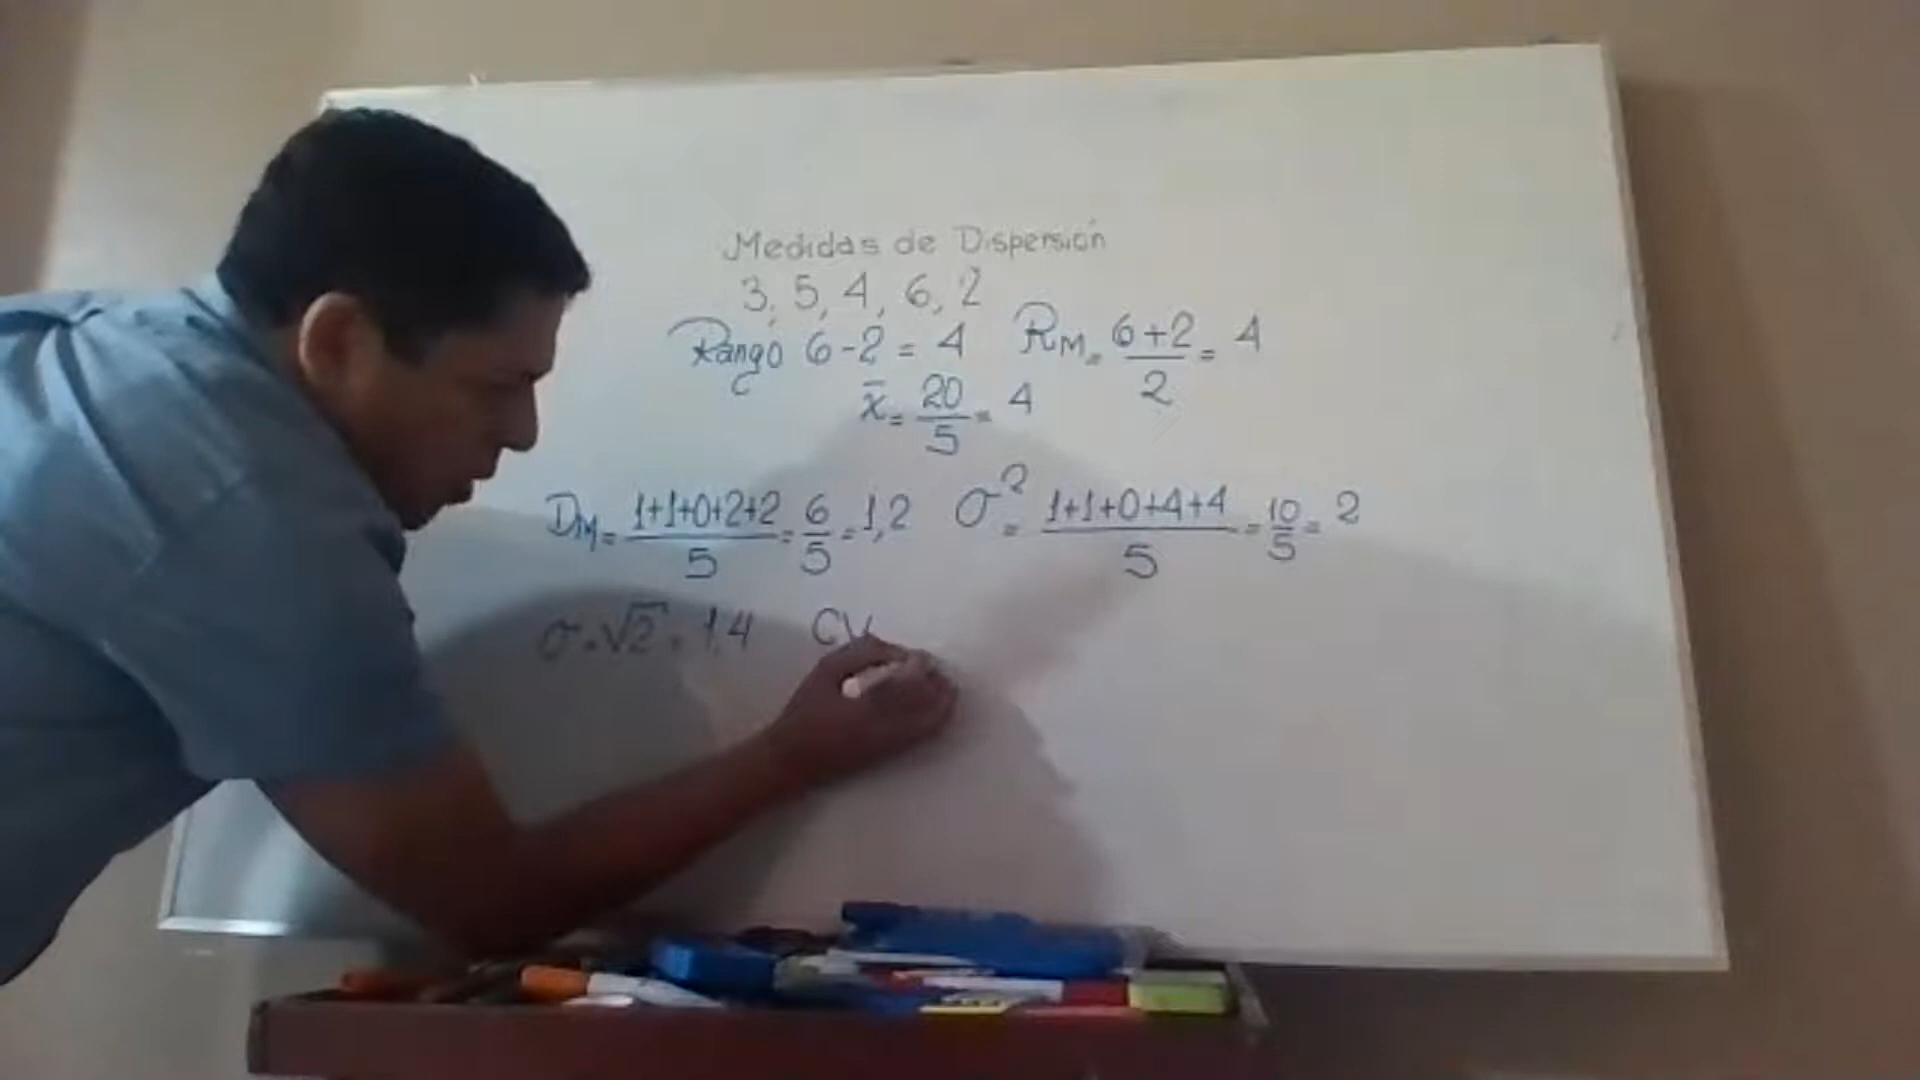 Medidas de Dispersión
3, 5, 4, 6, 2
Rango 6-2 = 4 RM = 6+2/2 = 4
x̄ = 20/5 = 4
DM = 1+1+0+2+2/5 = 6/5 = 1,2 σ² = 1+1+0+4+4/5 = 10/5 = 2
σ = √2 = 1,4 CV